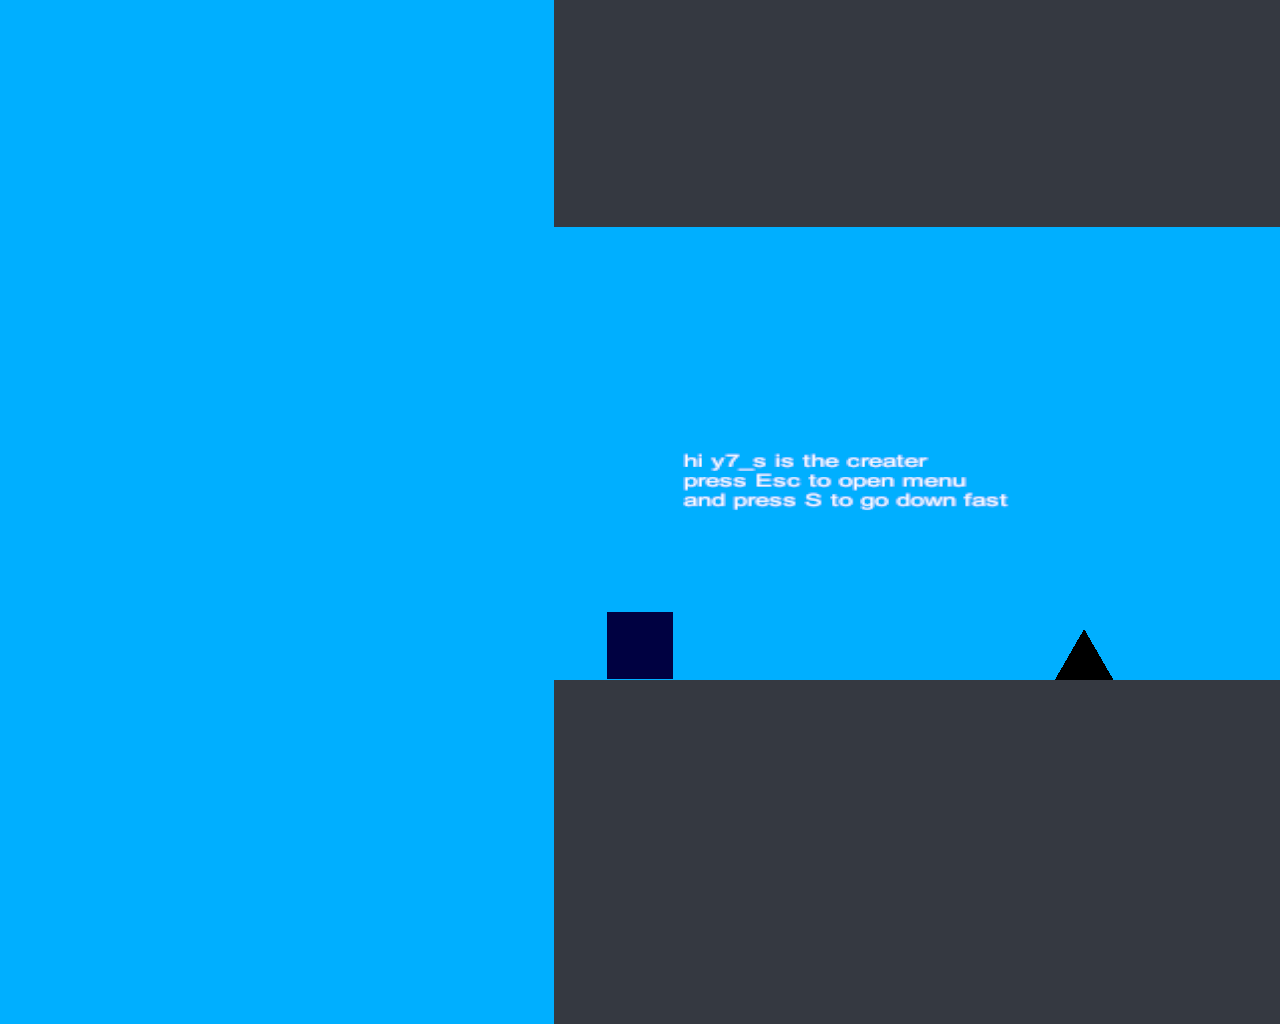 hi y7_s is the creater
press Esc to open menu
and press S to go down fast